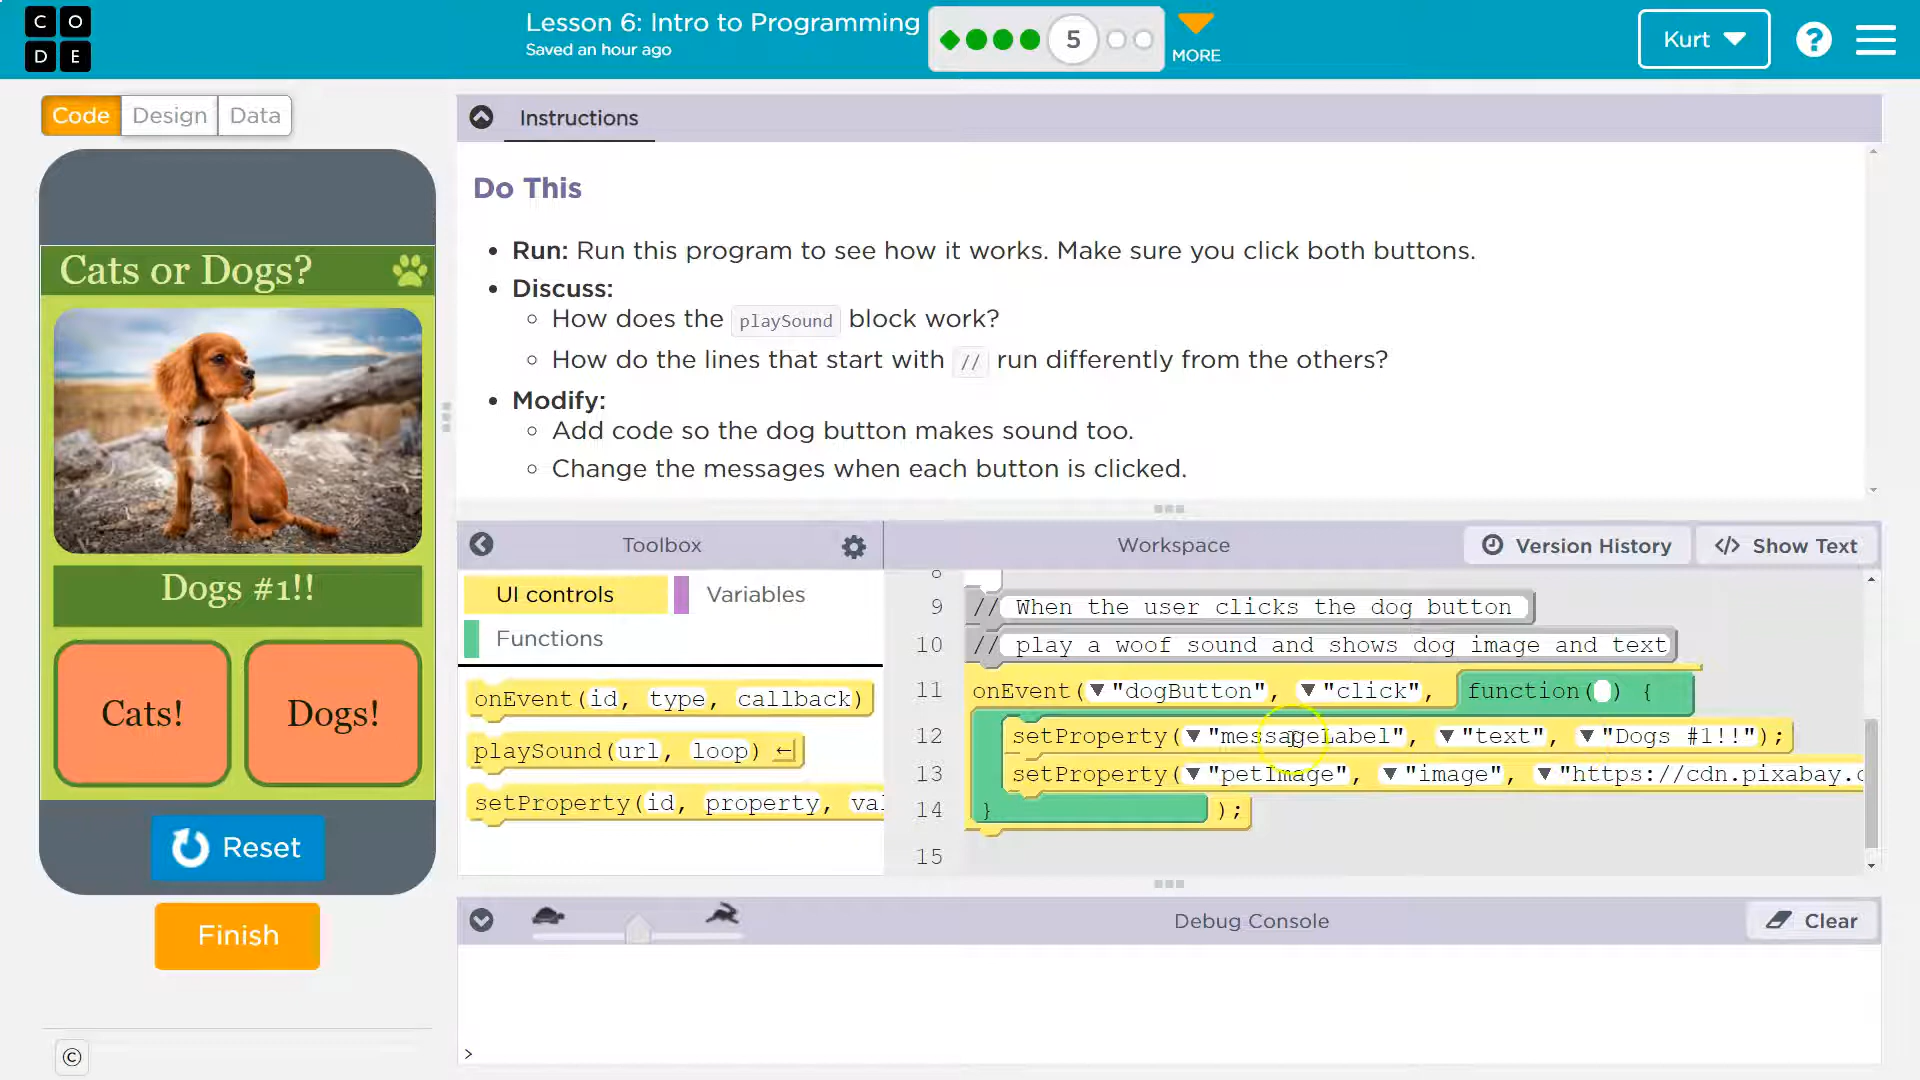 C O
D E
Lesson 6: Intro to Programming
Saved an hour ago
5
MORE
Kurt
?
Code Design Data
Instructions
Do This
• Run: Run this program to see how it works. Make sure you click both buttons.
• Discuss:
How does the playSound block work?
How do the lines that start with // run differently from the others?
• Modify:
Add code so the dog button makes sound too.
Change the messages when each button is clicked.
Cats or Dogs?
Dogs #1!!
Cats! Dogs!
Reset
Finish
©
Toolbox
UI controls Variables
Functions
onEvent(id, type, callback)
playSound(url, loop) ←
setProperty(id, property, val
Workspace Version History </> Show Text
8
9 // When the user clicks the dog button
10 // play a woof sound and shows dog image and text
11 onEvent(▼"dogButton", ▼"click", function( ) {
12 setProperty(▼"messageLabel", ▼"text", ▼"Dogs #1!!");
13 setProperty(▼"petImage", ▼"image", ▼"https://cdn.pixabay.c
14 } );
15
Debug Console Clear
>